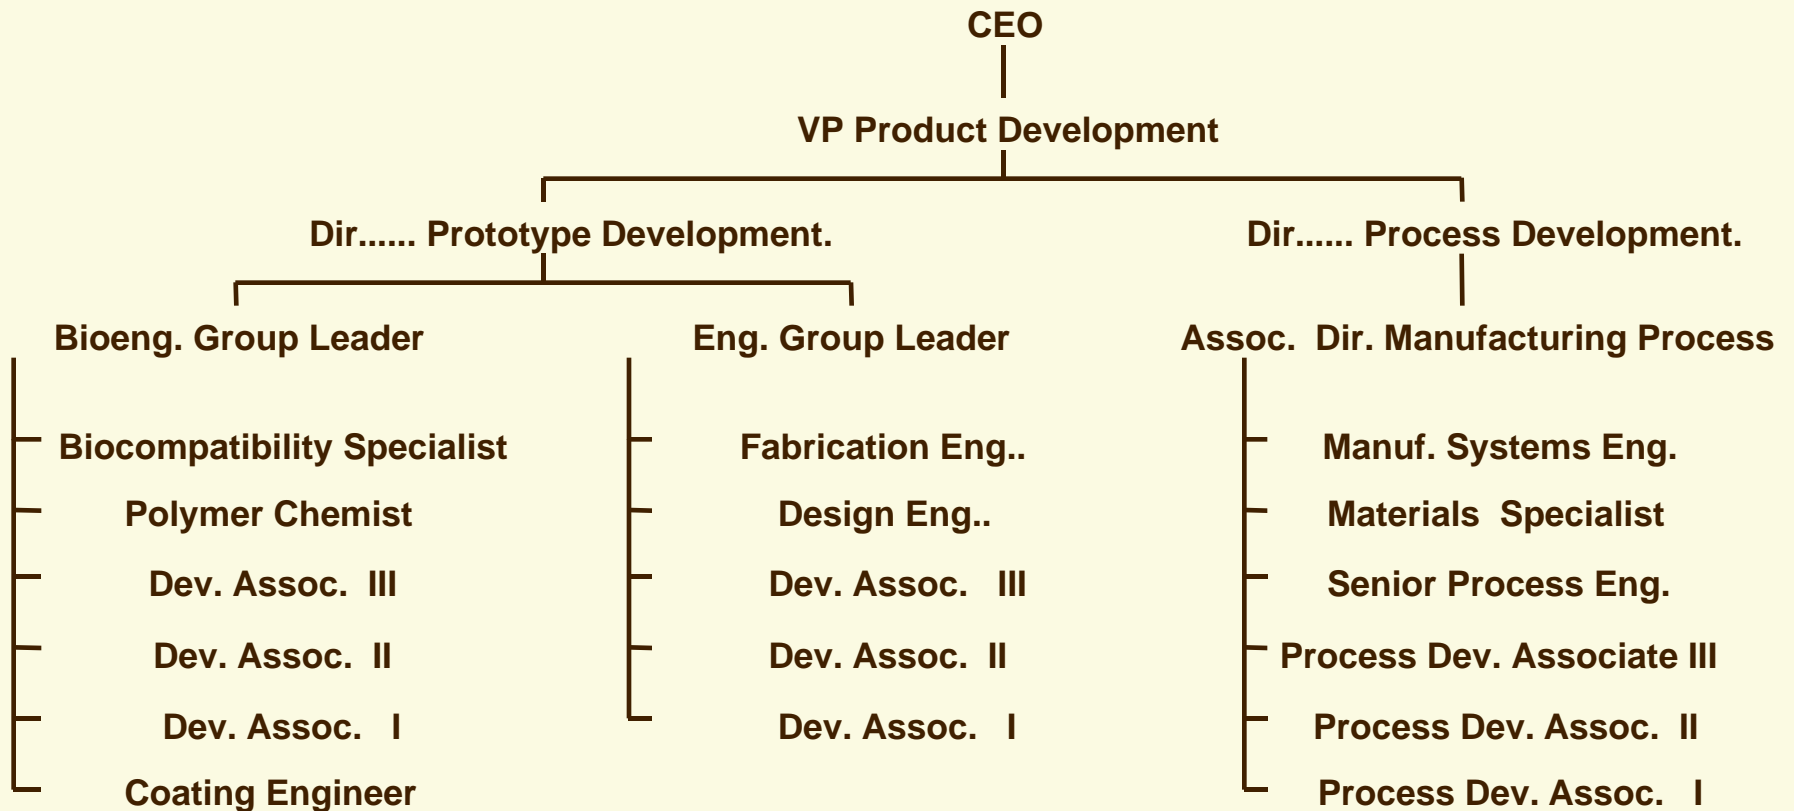 CEO
VP Product Development
Dir...... Prototype Development.
Dir...... Process Development.
Bioeng. Group Leader
Eng. Group Leader
Assoc. Dir. Manufacturing Process
Biocompatibility Specialist
Fabrication Eng..
Manuf. Systems Eng.
Polymer Chemist
Design Eng..
Materials Specialist
Dev. Assoc. III
Dev. Assoc. III
Senior Process Eng.
Dev. Assoc. II
Dev. Assoc. II
Process Dev. Associate III
Dev. Assoc. I
Dev. Assoc. I
Process Dev. Assoc. II
Coating Engineer
Process Dev. Assoc. I